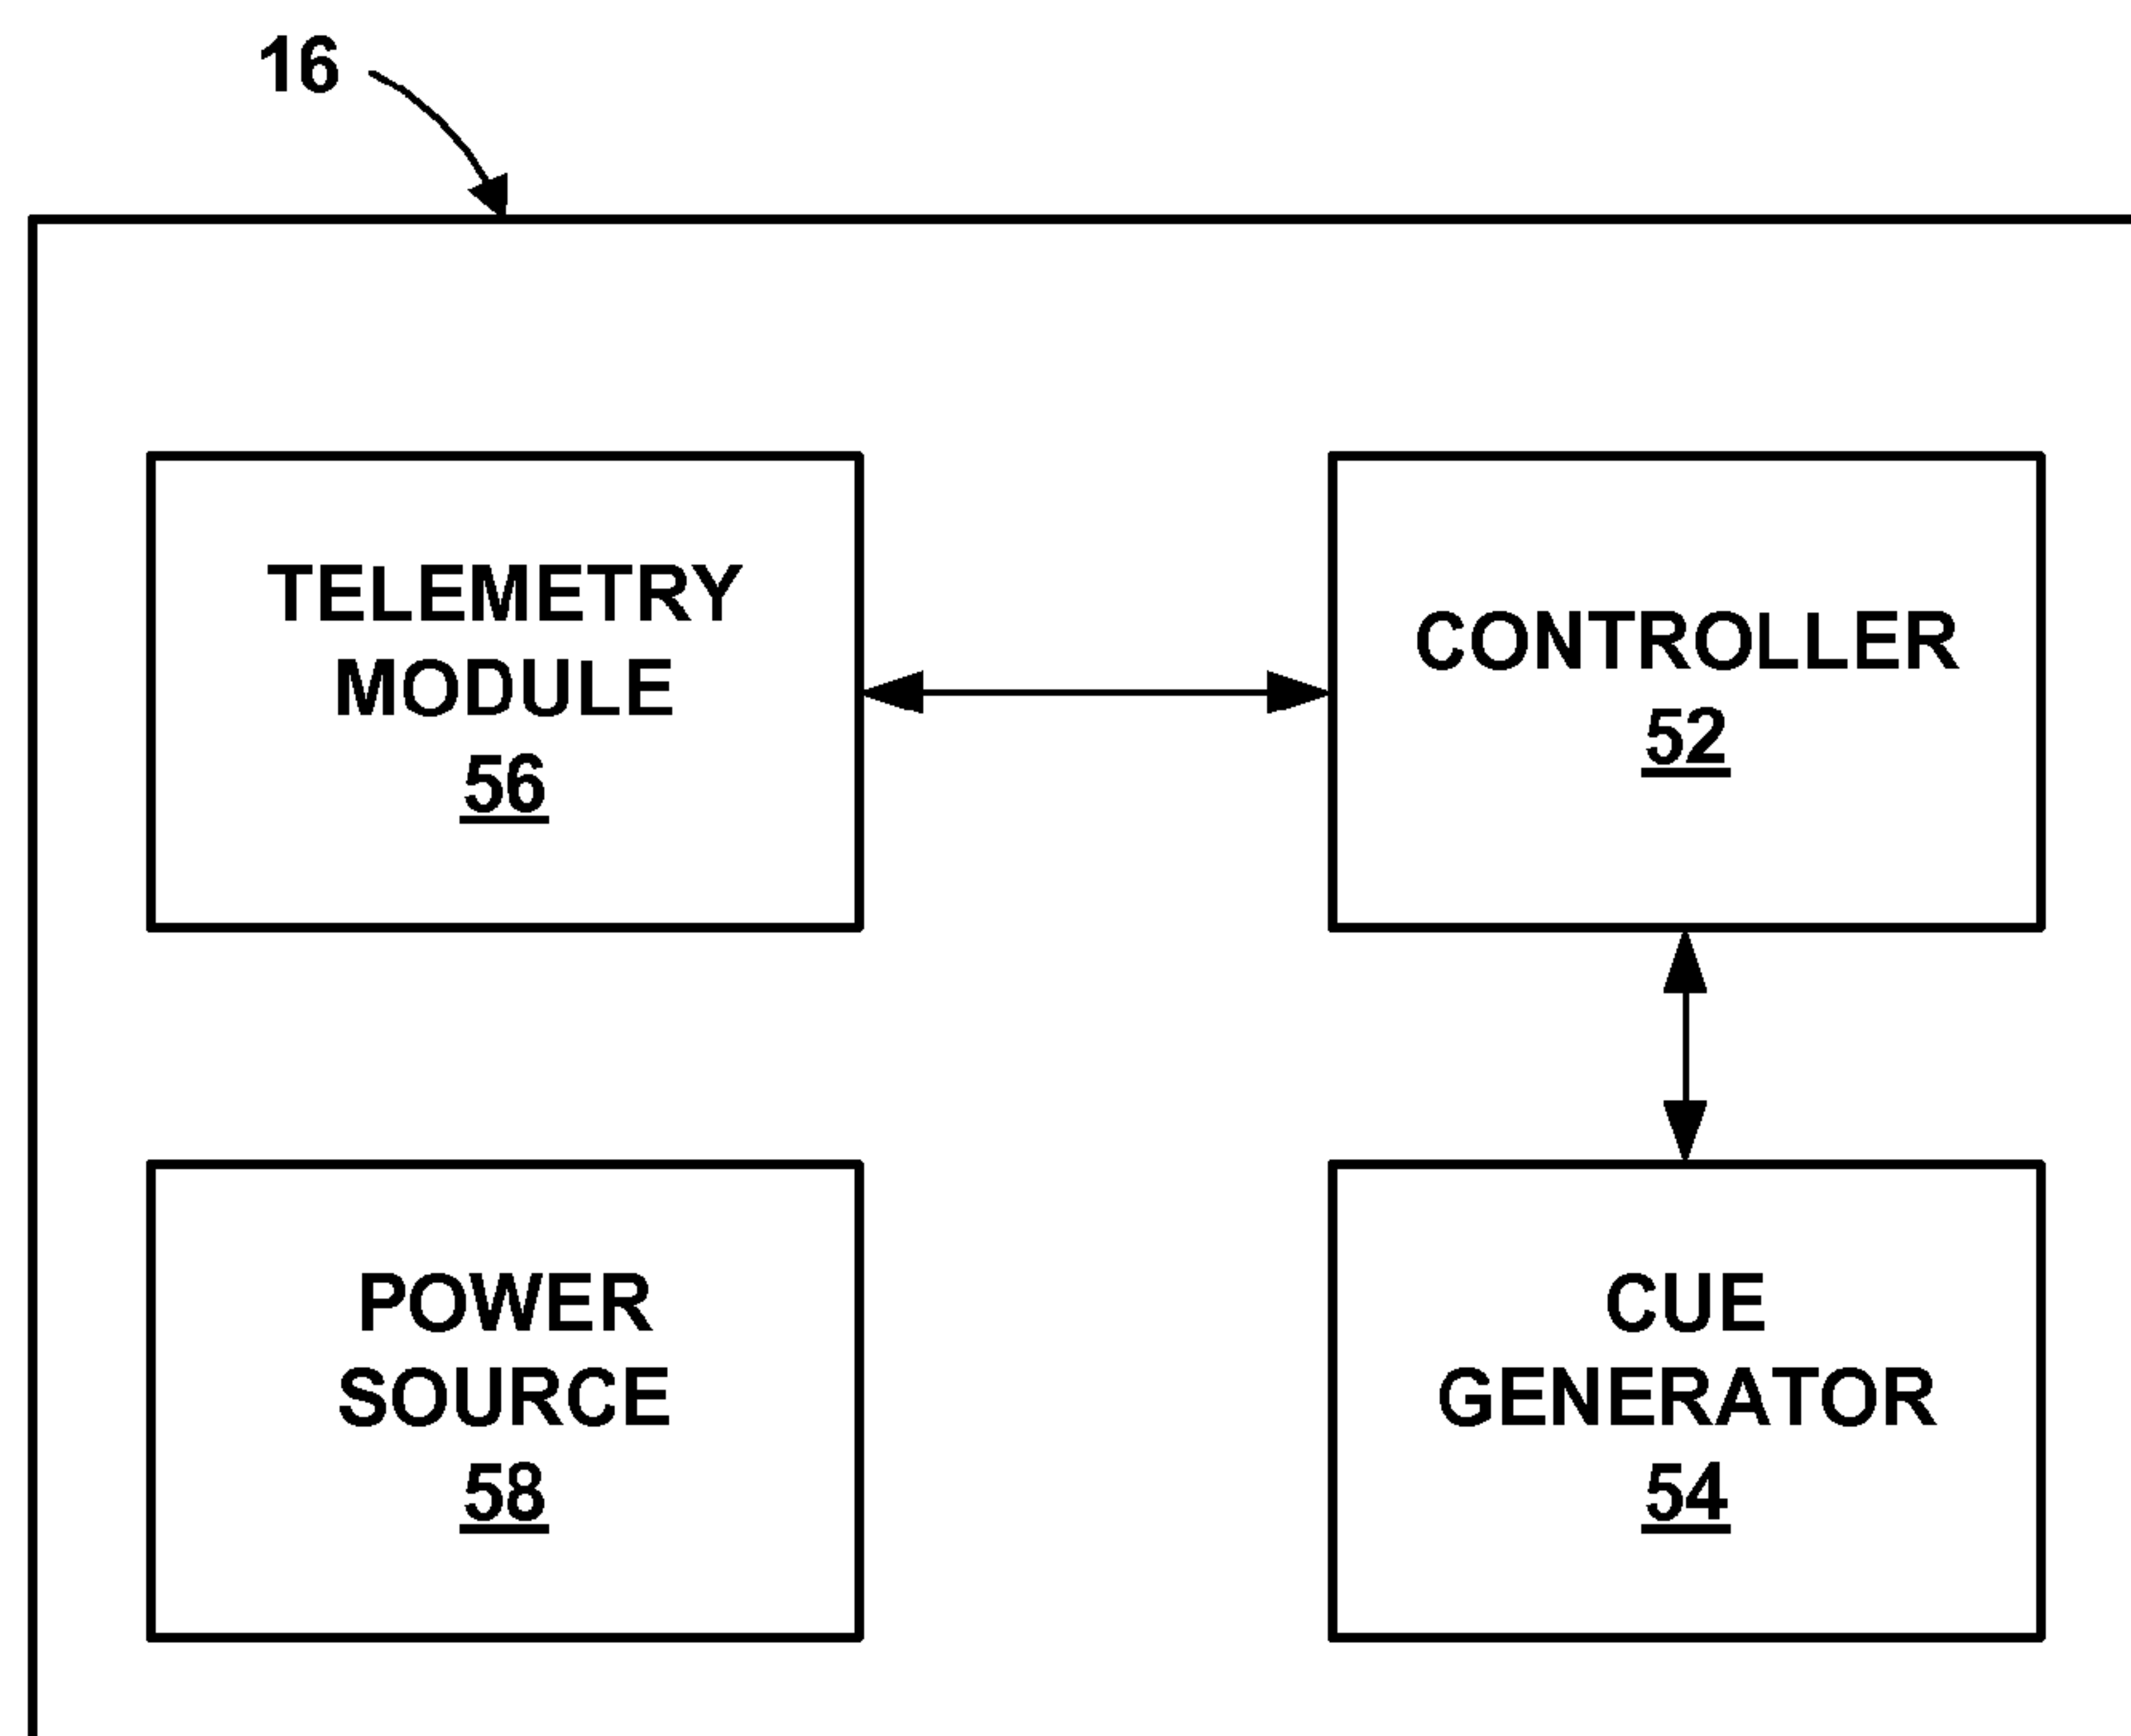 16
TELEMETRY
MODULE
56
CONTROLLER
52
POWER
SOURCE
58
CUE
GENERATOR
54